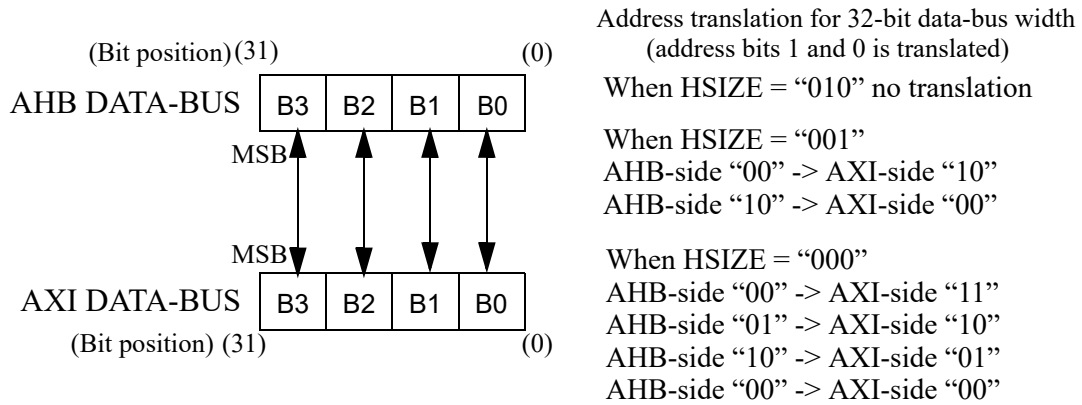 (Bit position) (31) (0)
AHB DATA-BUS B3 B2 B1 B0
MSB
MSB
AXI DATA-BUS B3 B2 B1 B0
(Bit position) (31) (0)
Address translation for 32-bit data-bus width
(address bits 1 and 0 is translated)
When HSIZE = “010” no translation
When HSIZE = “001”
AHB-side “00” -> AXI-side “10”
AHB-side “10” -> AXI-side “00”
When HSIZE = “000”
AHB-side “00” -> AXI-side “11”
AHB-side “01” -> AXI-side “10”
AHB-side “10” -> AXI-side “01”
AHB-side “00” -> AXI-side “00”